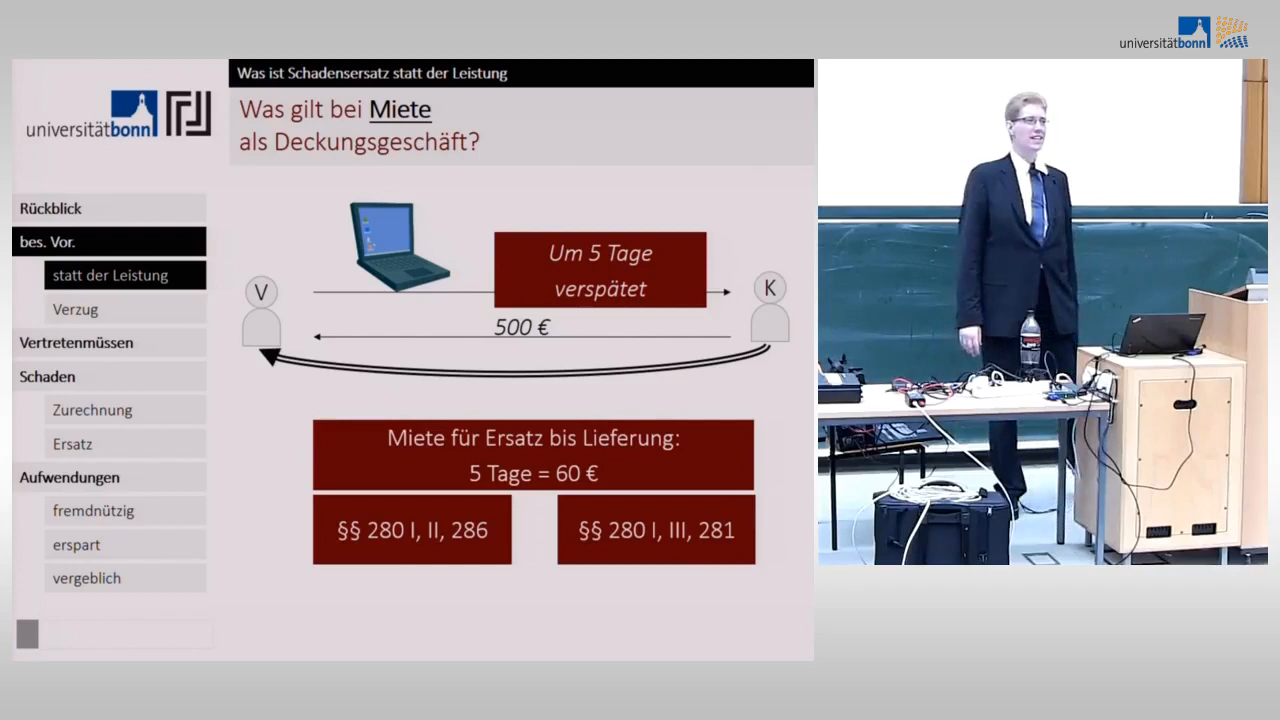 universitätbonn
Was ist Schadensersatz statt der Leistung
universitätbonn
Was gilt bei Miete
als Deckungsgeschäft?
Rückblick
bes. Vor.
statt der Leistung
Verzug
Vertretenmüssen
Schaden
Zurechnung
Ersatz
Aufwendungen
fremdnützig
erspart
vergeblich
Um 5 Tage
verspätet
V
K
500 €
Miete für Ersatz bis Lieferung:
5 Tage = 60 €
§§ 280 I, II, 286
§§ 280 I, III, 281